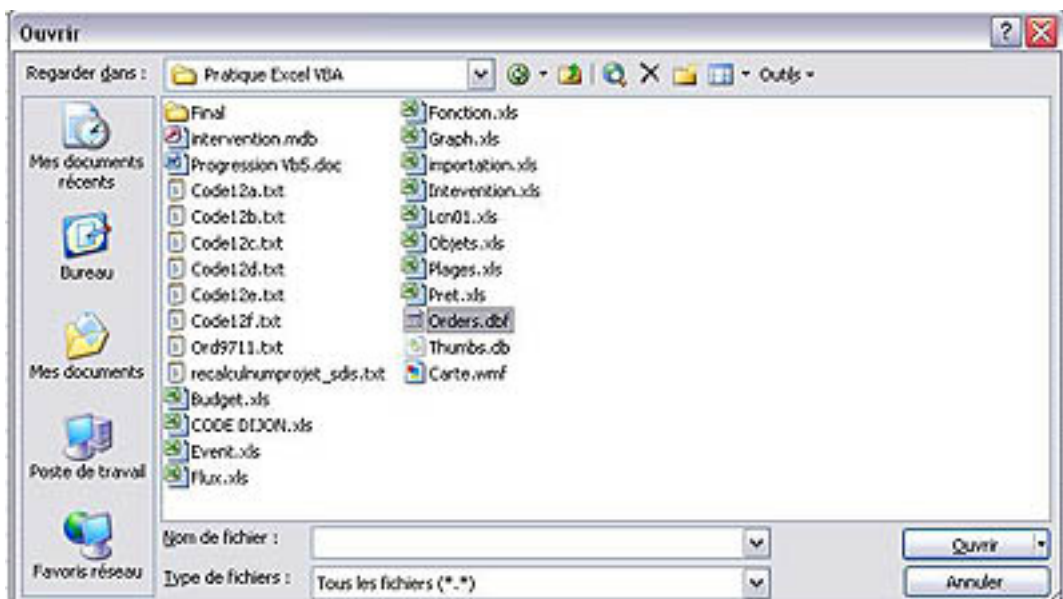 Ouvrir
Regarder dans :
Pratique Excel VBA
Outils
Mes documents
récents
Bureau
Mes documents
Poste de travail
Favoris réseau
Final
intervention.mdb
Progression Vb5.doc
Code12a.txt
Code12b.txt
Code12c.txt
Code12d.txt
Code12e.txt
Code12f.txt
Ord9711.txt
recalculnumprojet_sdis.txt
Budget.xls
CODE DIJON.xls
Event.xls
Flux.xls
Fonction.xls
Graph.xls
importation.xls
Intevention.xls
Lcn01.xls
Objets.xls
Plages.xls
Pret.xls
Orders.dbf
Thumbs.db
Carte.wmf
Nom de fichier :
Ouvrir
Type de fichiers :
Tous les fichiers (*.*)
Annuler